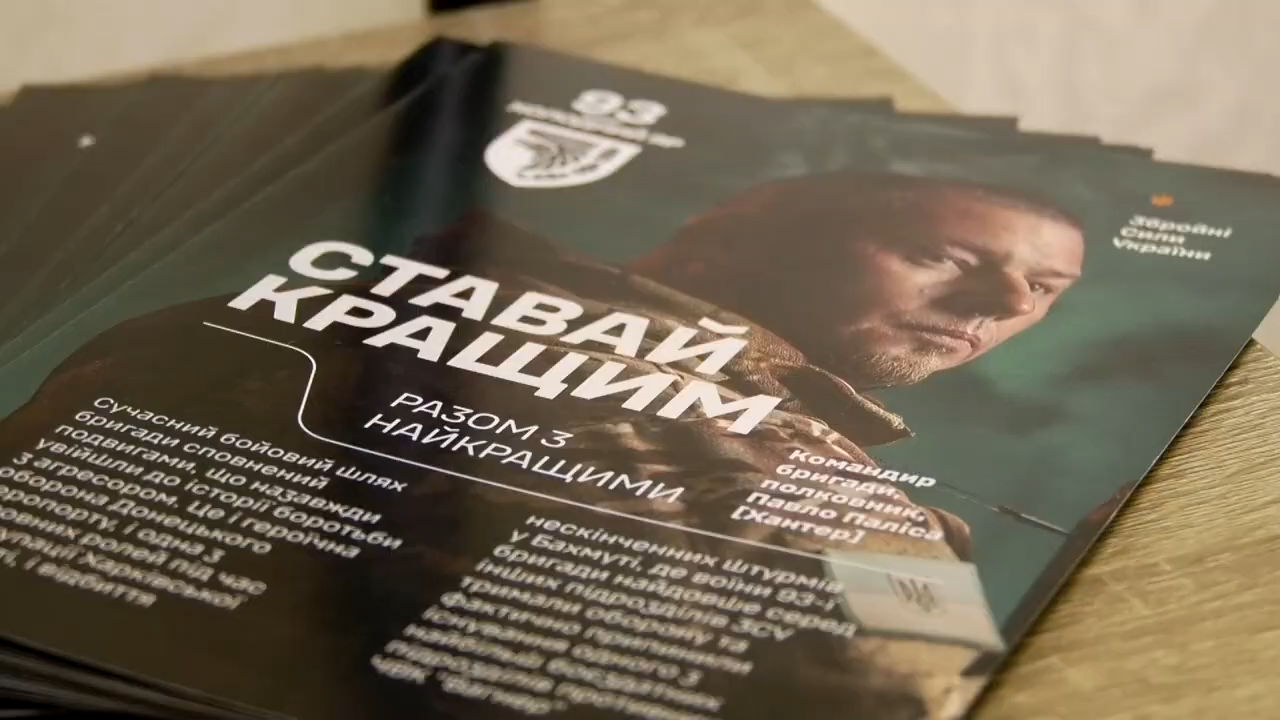 93
Збройні
Сили
України
СТАВАЙ
КРАЩИМ
РАЗОМ З
НАЙКРАЩИМИ
Командир
бригади,
полковник,
Павло Паліса
[Хантер]
Сучасний бойовий шлях
бригади сповнений
подвигами, що назавжди
увійшли до історії боротьби
з агресором. Це і героїчна
оборона Донецького
аеропорту, і одна з
ролей під час
Харківської
і відбиття
нескінченних штурмів
у Бахмуті, де воїни 93-ї
бригади найдовше серед
інших підрозділів ЗСУ
тримали оборону та
фактично припинили
існування одного з
найбільш боєздатних
підрозділів противника
ЧВК "Вагнер"